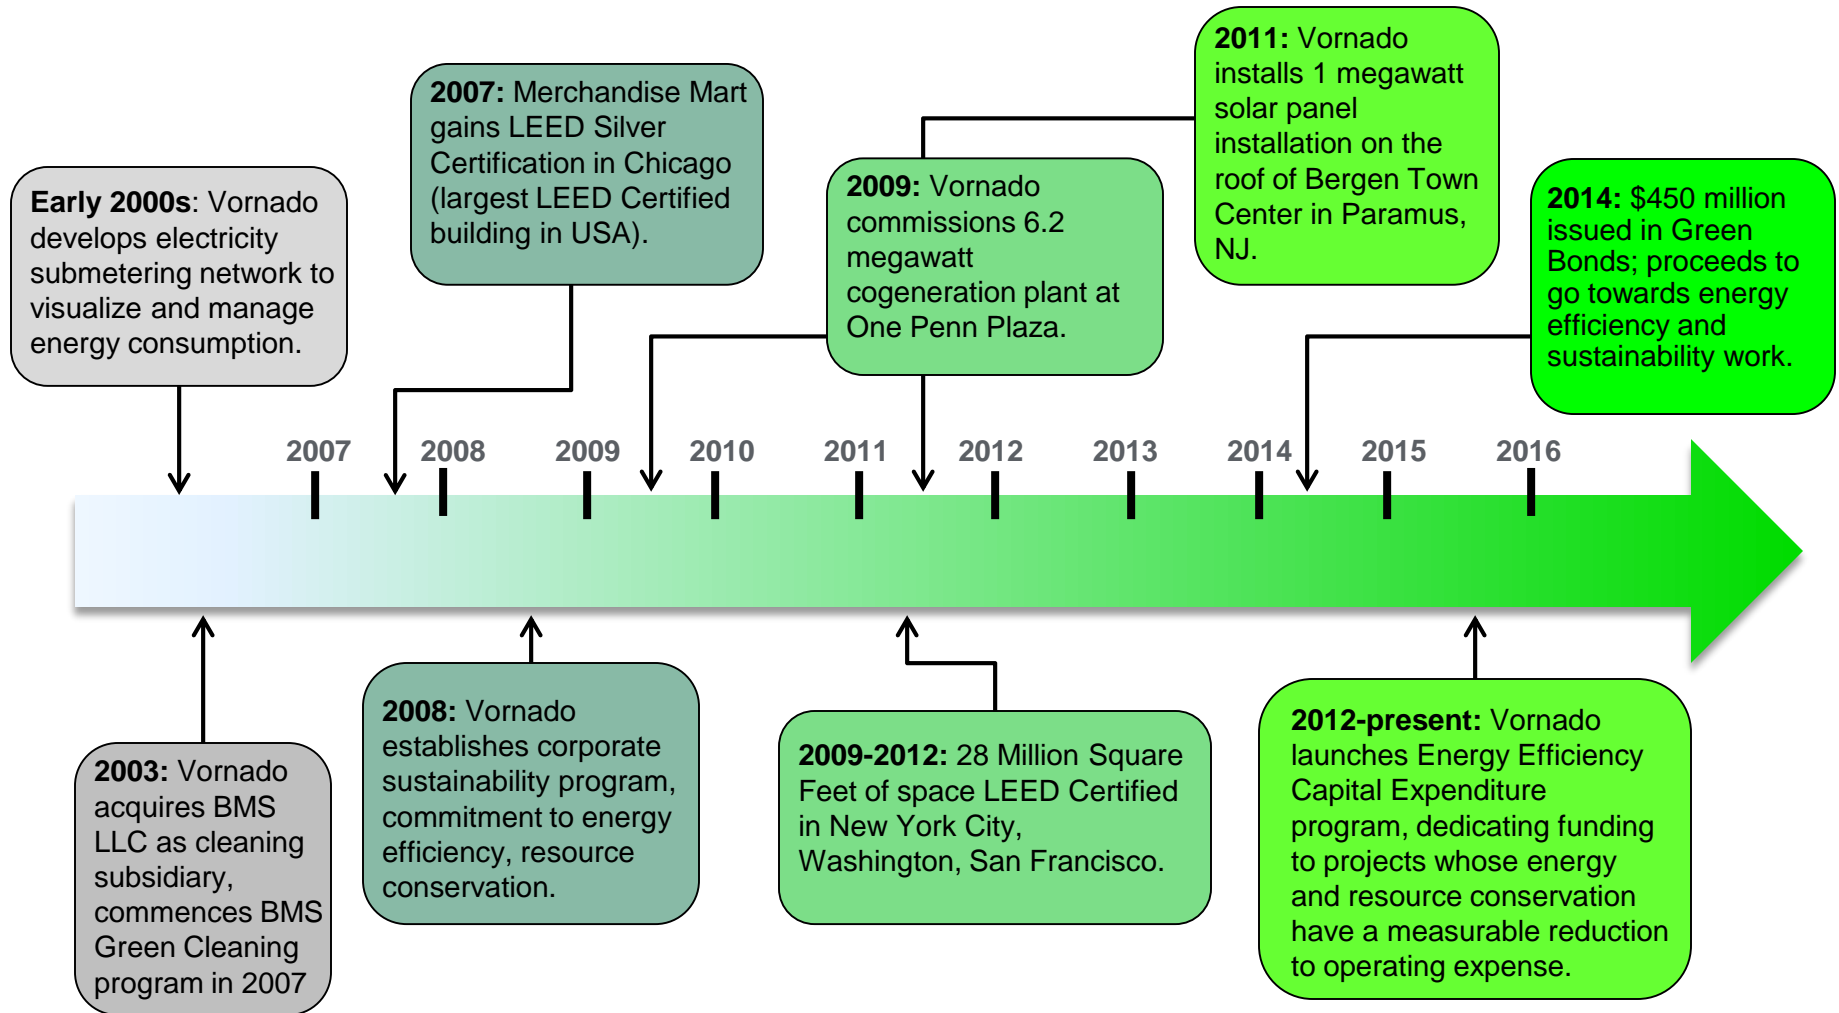 Early 2000s: Vornado
develops electricity
submetering network to
visualize and manage
energy consumption.
2007: Merchandise Mart
gains LEED Silver
Certification in Chicago
(largest LEED Certified
building in USA).
2009: Vornado
commissions 6.2
megawatt
cogeneration plant at
One Penn Plaza.
2011: Vornado
installs 1 megawatt
solar panel
installation on the
roof of Bergen Town
Center in Paramus,
NJ.
2014: $450 million
issued in Green
Bonds; proceeds to
go towards energy
efficiency and
sustainability work.
2007 2008 2009 2010 2011 2012 2013 2014 2015 2016
2003: Vornado
acquires BMS
LLC as cleaning
subsidiary,
commences BMS
Green Cleaning
program in 2007
2008: Vornado
establishes corporate
sustainability program,
commitment to energy
efficiency, resource
conservation.
2009-2012: 28 Million Square
Feet of space LEED Certified
in New York City,
Washington, San Francisco.
2012-present: Vornado
launches Energy Efficiency
Capital Expenditure
program, dedicating funding
to projects whose energy
and resource conservation
have a measurable reduction
to operating expense.